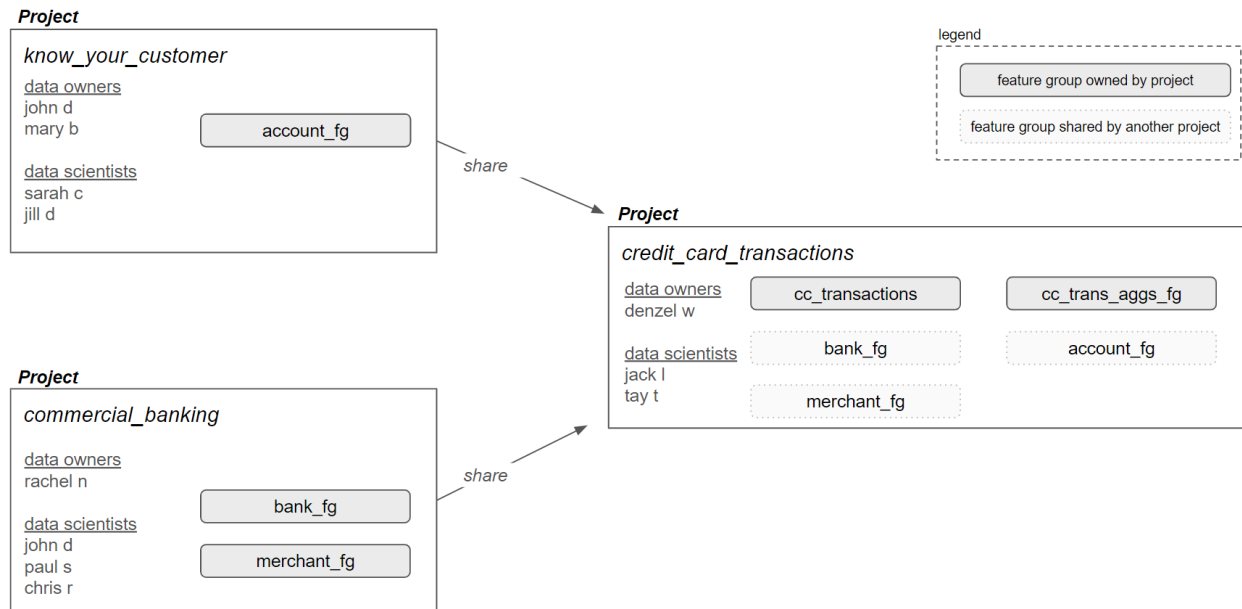 Project
know_your_customer
data owners
john d
mary b
account_fg
data scientists
sarah c
jill d
share
legend
feature group owned by project
feature group shared by another project
Project
credit_card_transactions
data owners
denzel w
cc_transactions
cc_trans_aggs_fg
bank_fg
account_fg
data scientists
jack l
tay t
merchant_fg
Project
commercial_banking
data owners
rachel n
bank_fg
data scientists
john d
paul s
chris r
merchant_fg
share